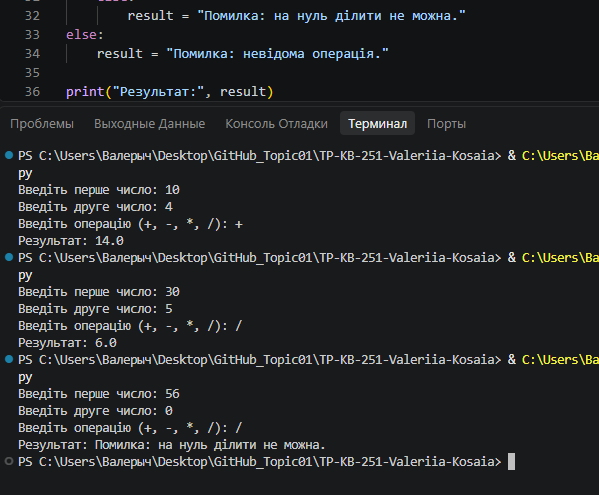 32 result = "Помилка: на нуль ділити не можна."
33 else:
34 result = "Помилка: невідома операція."
35
36 print("Результат:", result)
Проблемы Выходные Данные Консоль Отладки Терминал Порты
PS C:\Users\Валерыч\Desktop\GitHub_Topic01\TP-KB-251-Valeriia-Kosaia> & C:\Users\Ва
py
Введіть перше число: 10
Введіть друге число: 4
Введіть операцію (+, -, *, /): +
Результат: 14.0
PS C:\Users\Валерыч\Desktop\GitHub_Topic01\TP-KB-251-Valeriia-Kosaia> & C:\Users\Ва
py
Введіть перше число: 30
Введіть друге число: 5
Введіть операцію (+, -, *, /): /
Результат: 6.0
PS C:\Users\Валерыч\Desktop\GitHub_Topic01\TP-KB-251-Valeriia-Kosaia> & C:\Users\Ва
py
Введіть перше число: 56
Введіть друге число: 0
Введіть операцію (+, -, *, /): /
Результат: Помилка: на нуль ділити не можна.
PS C:\Users\Валерыч\Desktop\GitHub_Topic01\TP-KB-251-Valeriia-Kosaia>